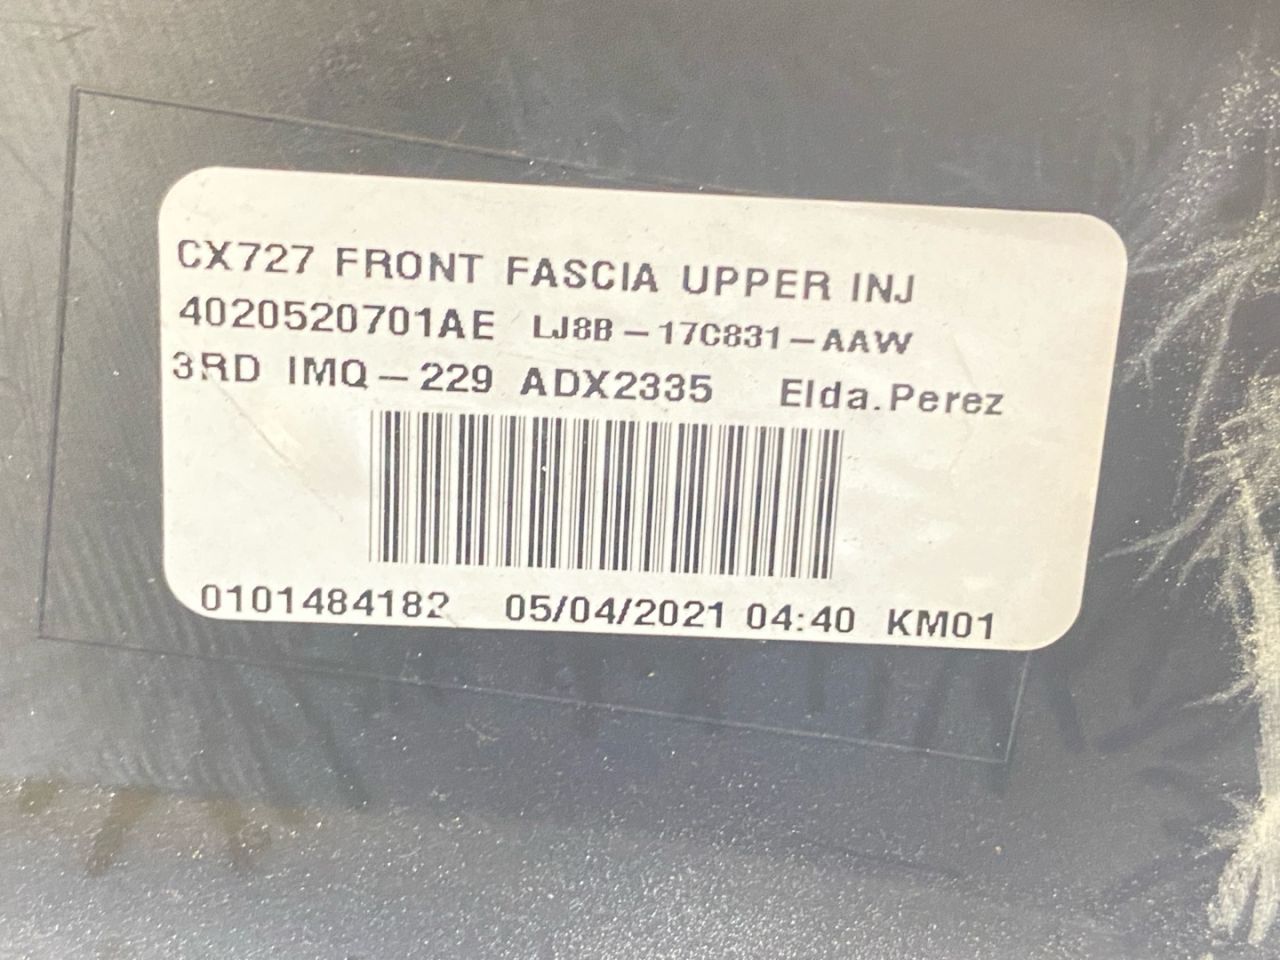 CX727 FRONT FASCIA UPPER INJ
4020520701AE LJ8B-17C831-AAW
3RD IMQ-229 ADX2335 Elda.Perez
0101484182 05/04/2021 04:40 KM01